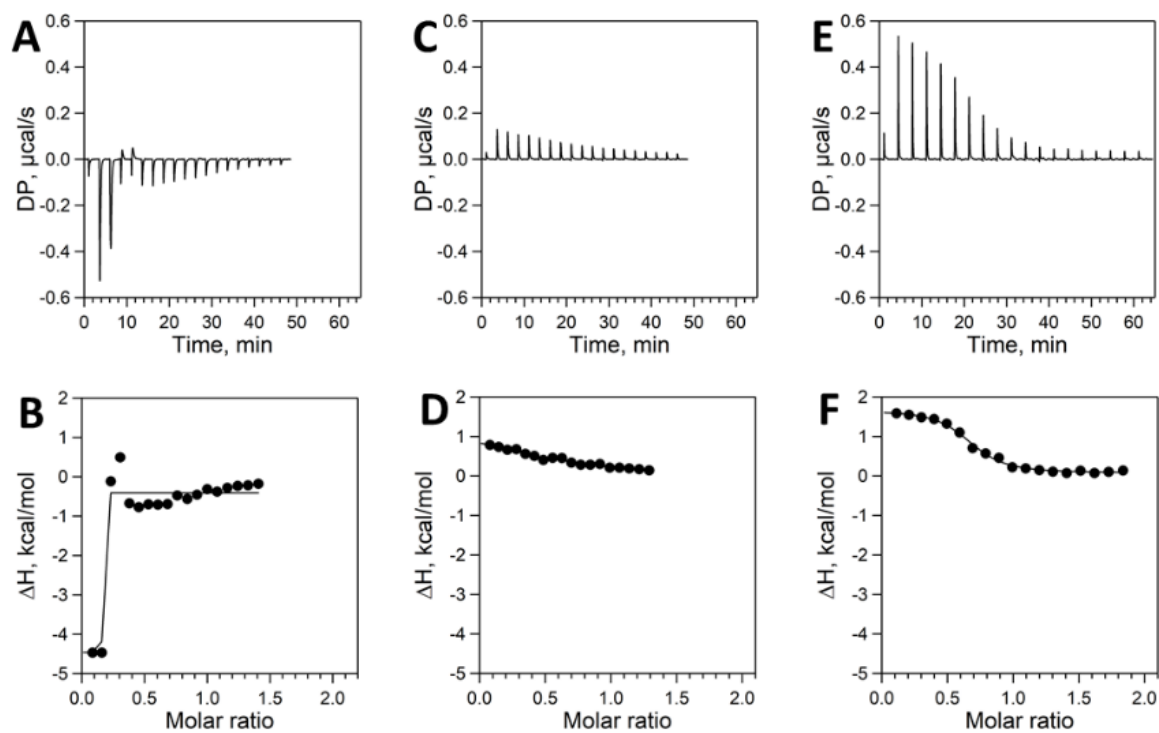 A
0.6
0.4
0.2
0.0
-0.2
-0.4
-0.6
DP, μcal/s
0 10 20 30 40 50 60
Time, min
C
0.6
0.4
0.2
0.0
-0.2
-0.4
-0.6
DP, μcal/s
0 10 20 30 40 50 60
Time, min
E
0.6
0.4
0.2
0.0
-0.2
-0.4
-0.6
DP, μcal/s
0 10 20 30 40 50 60
Time, min
B
2
1
0
-1
-2
-3
-4
-5
ΔH, kcal/mol
0.0 0.5 1.0 1.5 2.0
Molar ratio
D
2
1
0
-1
-2
-3
-4
-5
ΔH, kcal/mol
0.0 0.5 1.0 1.5 2.0
Molar ratio
F
2
1
0
-1
-2
-3
-4
-5
ΔH, kcal/mol
0.0 0.5 1.0 1.5 2.0
Molar ratio